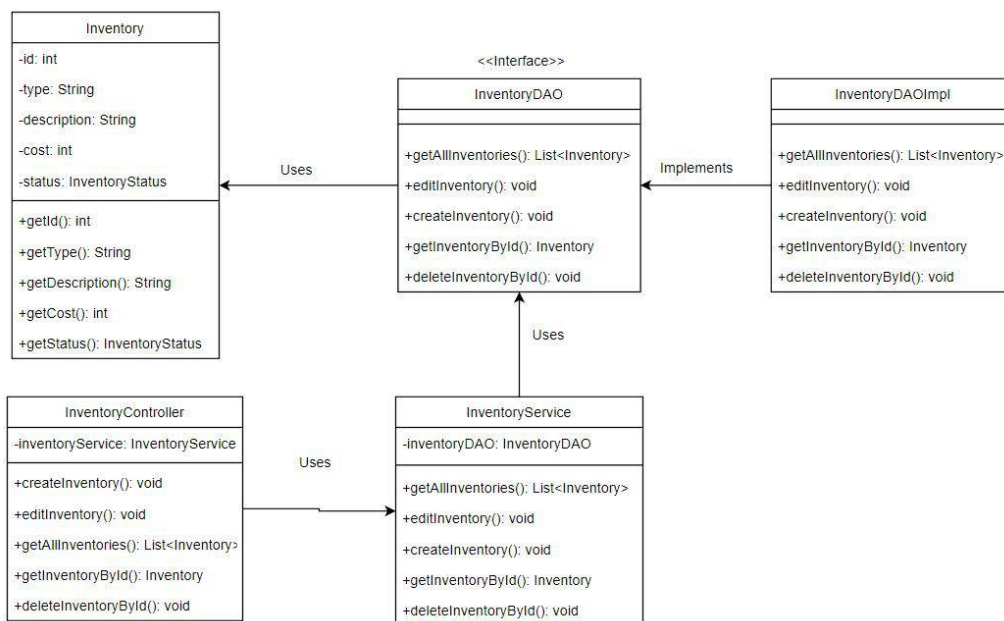 Inventory
-id: int
-type: String
-description: String
-cost: int
-status: InventoryStatus
+getId(): int
+getType(): String
+getDescription(): String
+getCost(): int
+getStatus(): InventoryStatus
Uses
<<Interface>>
InventoryDAO
+getAllInventories(): List<Inventory>
+editInventory(): void
+createInventory(): void
+getInventoryById(): Inventory
+deleteInventoryById(): void
Implements
InventoryDAOImpl
+getAllInventories(): List<Inventory>
+editInventory(): void
+createInventory(): void
+getInventoryById(): Inventory
+deleteInventoryById(): void
Uses
InventoryController
-inventoryService: InventoryService
+createInventory(): void
+editInventory(): void
+getAllInventories(): List<Inventory>
+getInventoryById(): Inventory
+deleteInventoryById(): void
Uses
InventoryService
-inventoryDAO: InventoryDAO
+getAllInventories(): List<Inventory>
+editInventory(): void
+createInventory(): void
+getInventoryById(): Inventory
+deleteInventoryById(): void